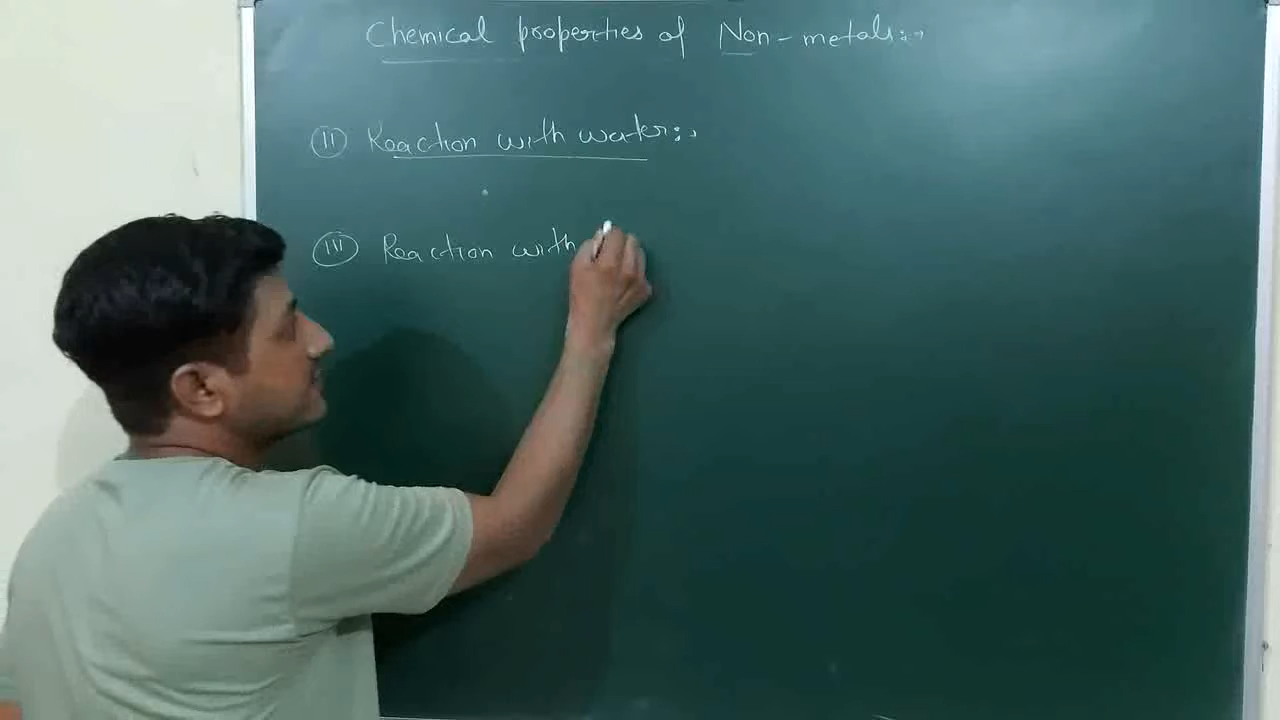 Chemical properties of Non-metals:→
(II) Reaction with water:→
(III) Reaction with